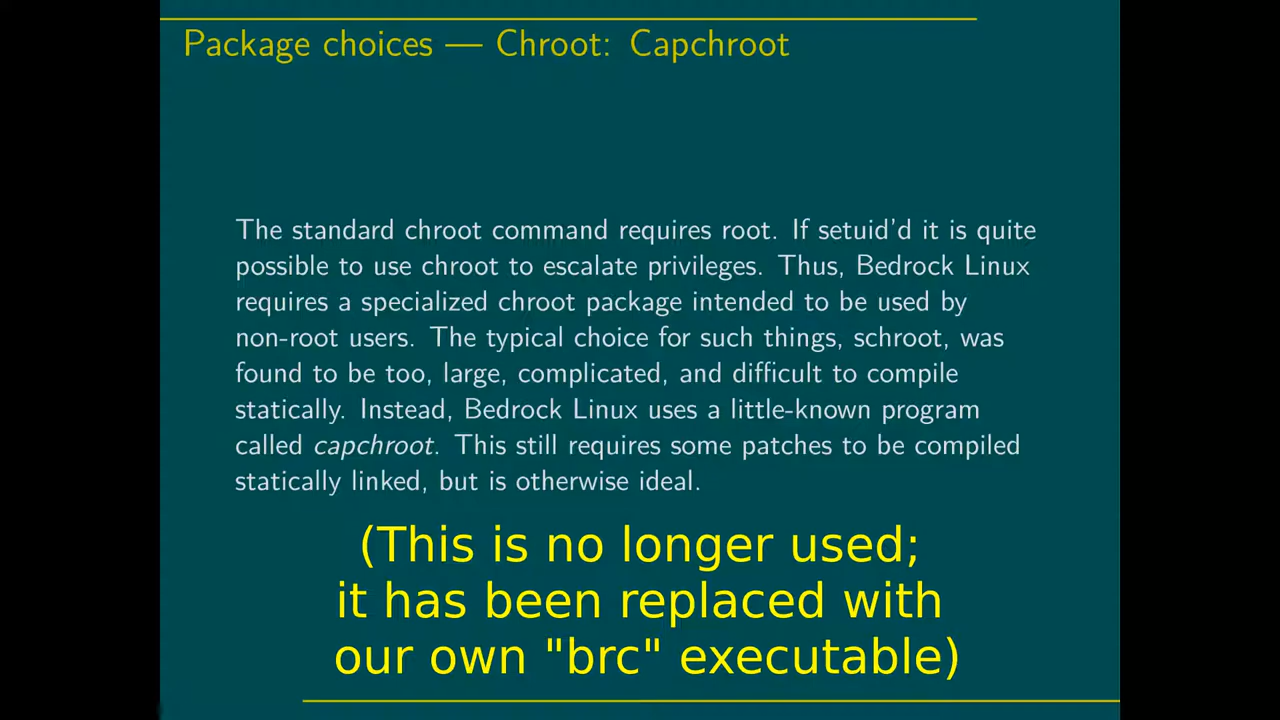 Package choices — Chroot: Capchroot
The standard chroot command requires root. If setuid'd it is quite
possible to use chroot to escalate privileges. Thus, Bedrock Linux
requires a specialized chroot package intended to be used by
non-root users. The typical choice for such things, schroot, was
found to be too, large, complicated, and difficult to compile
statically. Instead, Bedrock Linux uses a little-known program
called capchroot. This still requires some patches to be compiled
statically linked, but is otherwise ideal.
(This is no longer used;
it has been replaced with
our own "brc" executable)